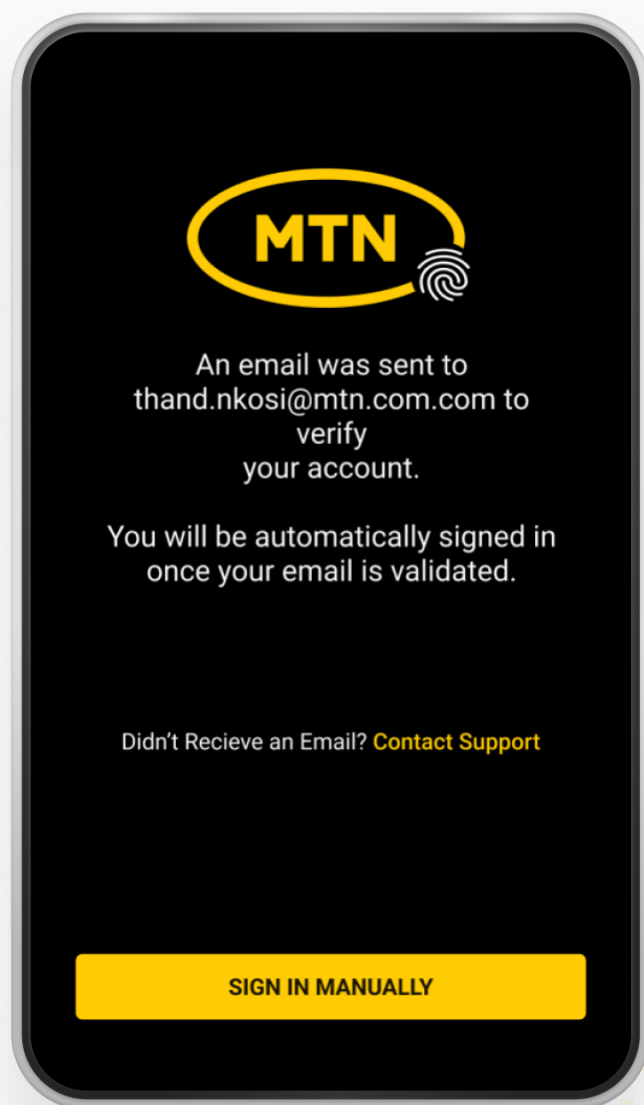 MTN
An email was sent to
thand.nkosi@mtn.com.com to
verify
your account.
You will be automatically signed in
once your email is validated.
Didn't Recieve an Email? Contact Support
SIGN IN MANUALLY